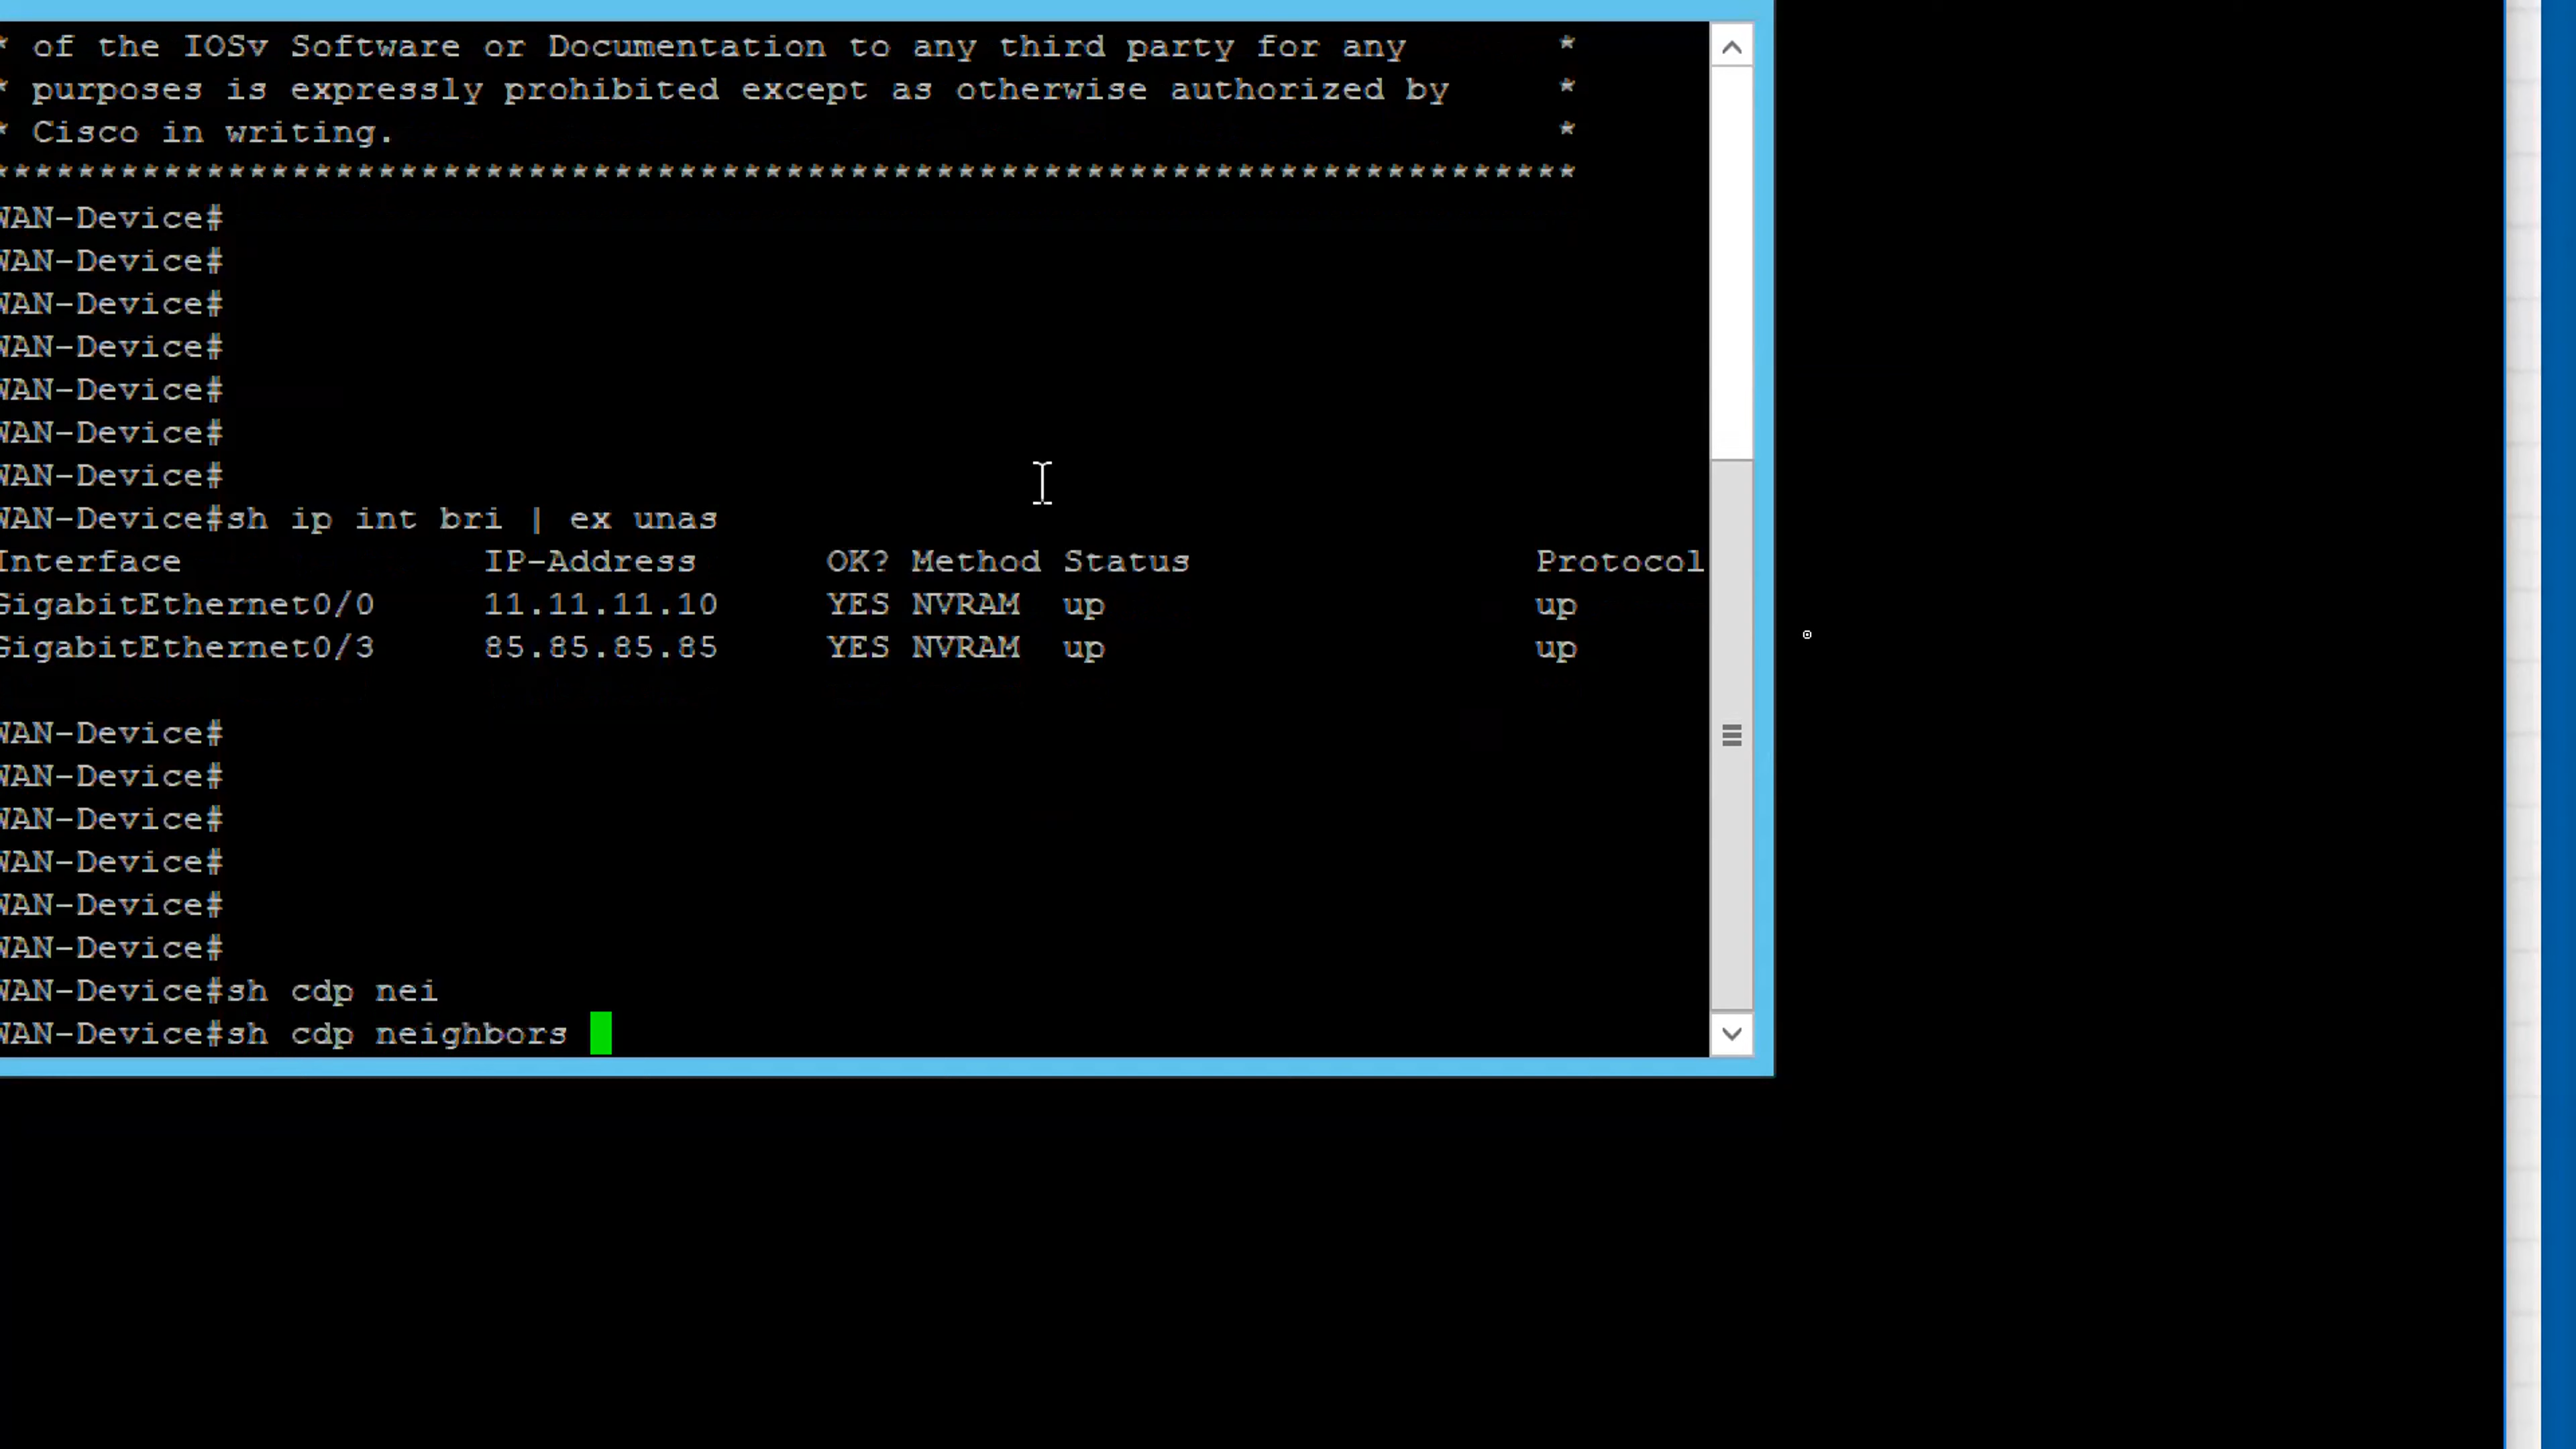 * of the IOSv Software or Documentation to any third party for any *
* purposes is expressly prohibited except as otherwise authorized by *
* Cisco in writing. *
**************************************************************************
WAN-Device#
WAN-Device#
WAN-Device#
WAN-Device#
WAN-Device#
WAN-Device#
WAN-Device#
WAN-Device#sh ip int bri | ex unas
Interface IP-Address OK? Method Status Protocol
GigabitEthernet0/0 11.11.11.10 YES NVRAM up up
GigabitEthernet0/3 85.85.85.85 YES NVRAM up up
WAN-Device#
WAN-Device#
WAN-Device#
WAN-Device#
WAN-Device#
WAN-Device#
WAN-Device#sh cdp nei
WAN-Device#sh cdp neighbors